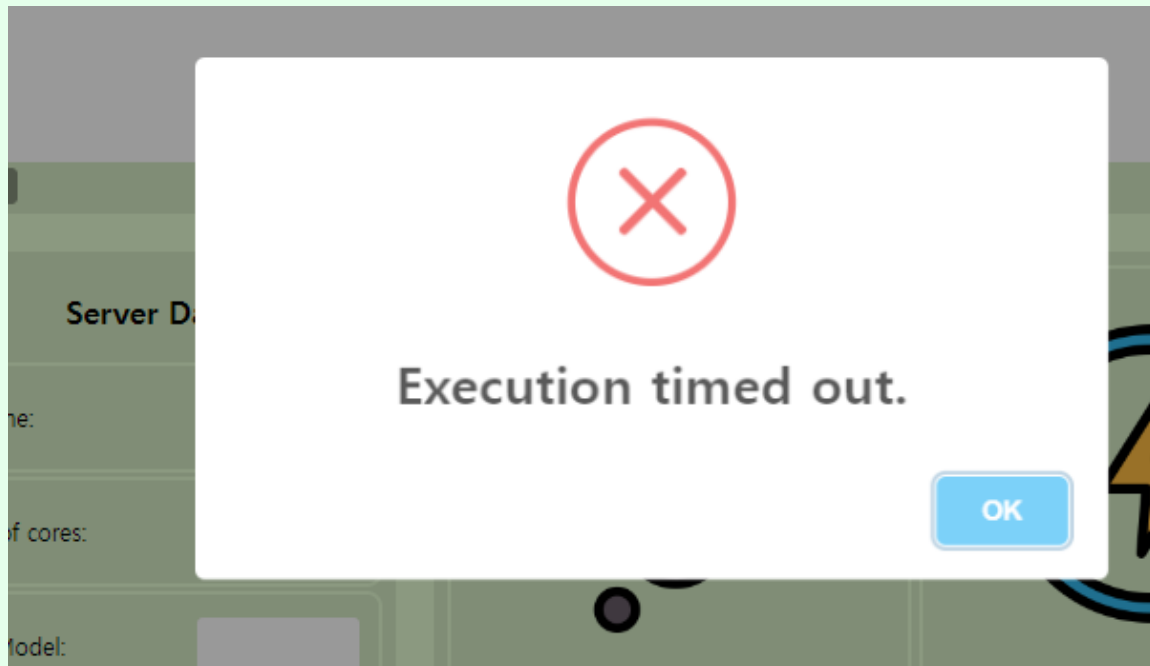 Server Da
ne:
Execution timed out.
OK
of cores:
Model: